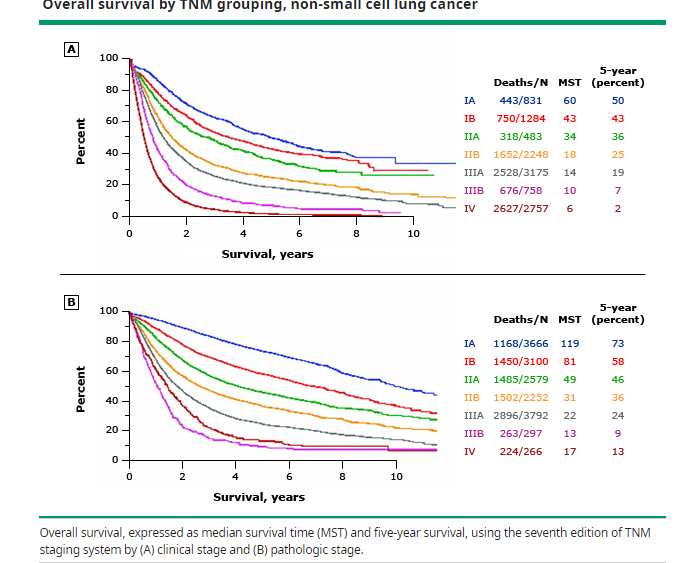 Overall survival by TNM grouping, non-small cell lung cancer
A
100
80
60
40
20
0
Percent
0 2 4 6 8 10
Survival, years
5-year
Deaths/N MST (percent)
IA 443/831 60 50
IB 750/1284 43 43
IIA 318/483 34 36
IIB 1652/2248 18 25
IIIA 2528/3175 14 19
IIIB 676/758 10 7
IV 2627/2757 6 2
B
100
80
60
40
20
0
Percent
0 2 4 6 8 10
Survival, years
5-year
Deaths/N MST (percent)
IA 1168/3666 119 73
IB 1450/3100 81 58
IIA 1485/2579 49 46
IIB 1502/2252 31 36
IIIA 2896/3792 22 24
IIIB 263/297 13 9
IV 224/266 17 13
Overall survival, expressed as median survival time (MST) and five-year survival, using the seventh edition of TNM
staging system by (A) clinical stage and (B) pathologic stage.